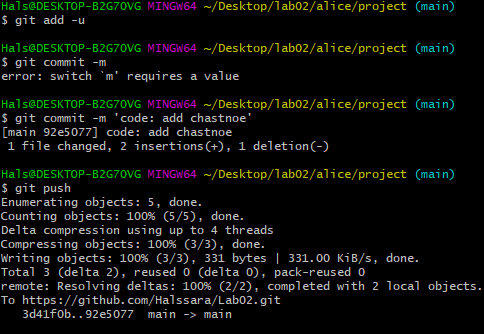 Hals@DESKTOP-B2G7OVG MINGW64 ~/Desktop/lab02/alice/project (main)
$ git add -u
Hals@DESKTOP-B2G7OVG MINGW64 ~/Desktop/lab02/alice/project (main)
$ git commit -m
error: switch `m' requires a value
Hals@DESKTOP-B2G7OVG MINGW64 ~/Desktop/lab02/alice/project (main)
$ git commit -m 'code: add chastnoe'
[main 92e5077] code: add chastnoe
 1 file changed, 2 insertions(+), 1 deletion(-)
Hals@DESKTOP-B2G7OVG MINGW64 ~/Desktop/lab02/alice/project (main)
$ git push
Enumerating objects: 5, done.
Counting objects: 100% (5/5), done.
Delta compression using up to 4 threads
Compressing objects: 100% (3/3), done.
Writing objects: 100% (3/3), 331 bytes | 331.00 KiB/s, done.
Total 3 (delta 2), reused 0 (delta 0), pack-reused 0
remote: Resolving deltas: 100% (2/2), completed with 2 local objects.
To https://github.com/Halssara/Lab02.git
   3d41f0b..92e5077  main -> main